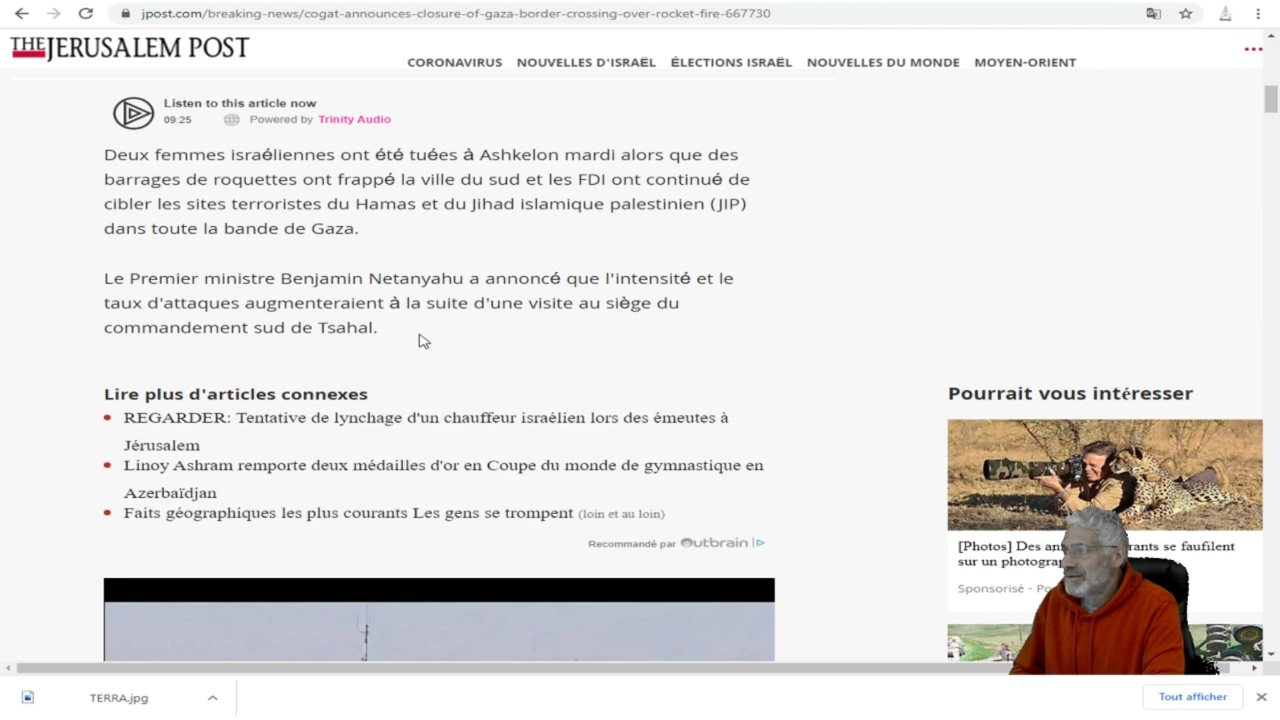 jpost.com/breaking-news/cogat-announces-closure-of-gaza-border-crossing-over-rocket-fire-667730
THE JERUSALEM POST
CORONAVIRUS NOUVELLES D'ISRAËL ÉLECTIONS ISRAËL NOUVELLES DU MONDE MOYEN-ORIENT
Listen to this article now
09:25 Powered by Trinity Audio
Deux femmes israéliennes ont été tuées à Ashkelon mardi alors que des
barrages de roquettes ont frappé la ville du sud et les FDI ont continué de
cibler les sites terroristes du Hamas et du Jihad islamique palestinien (JIP)
dans toute la bande de Gaza.
Le Premier ministre Benjamin Netanyahu a annoncé que l'intensité et le
taux d'attaques augmenteraient à la suite d'une visite au siège du
commandement sud de Tsahal.
Lire plus d'articles connexes
REGARDER: Tentative de lynchage d'un chauffeur israélien lors des émeutes à
Jérusalem
Linoy Ashram remporte deux médailles d'or en Coupe du monde de gymnastique en
Azerbaïdjan
Faits géographiques les plus courants Les gens se trompent (loin et au loin)
Recommandé par Outbrain
Pourrait vous intéresser
[Photos] Des rants se faufilent
sur un photogra
Sponsorisé -
TERRA.jpg
Tout afficher